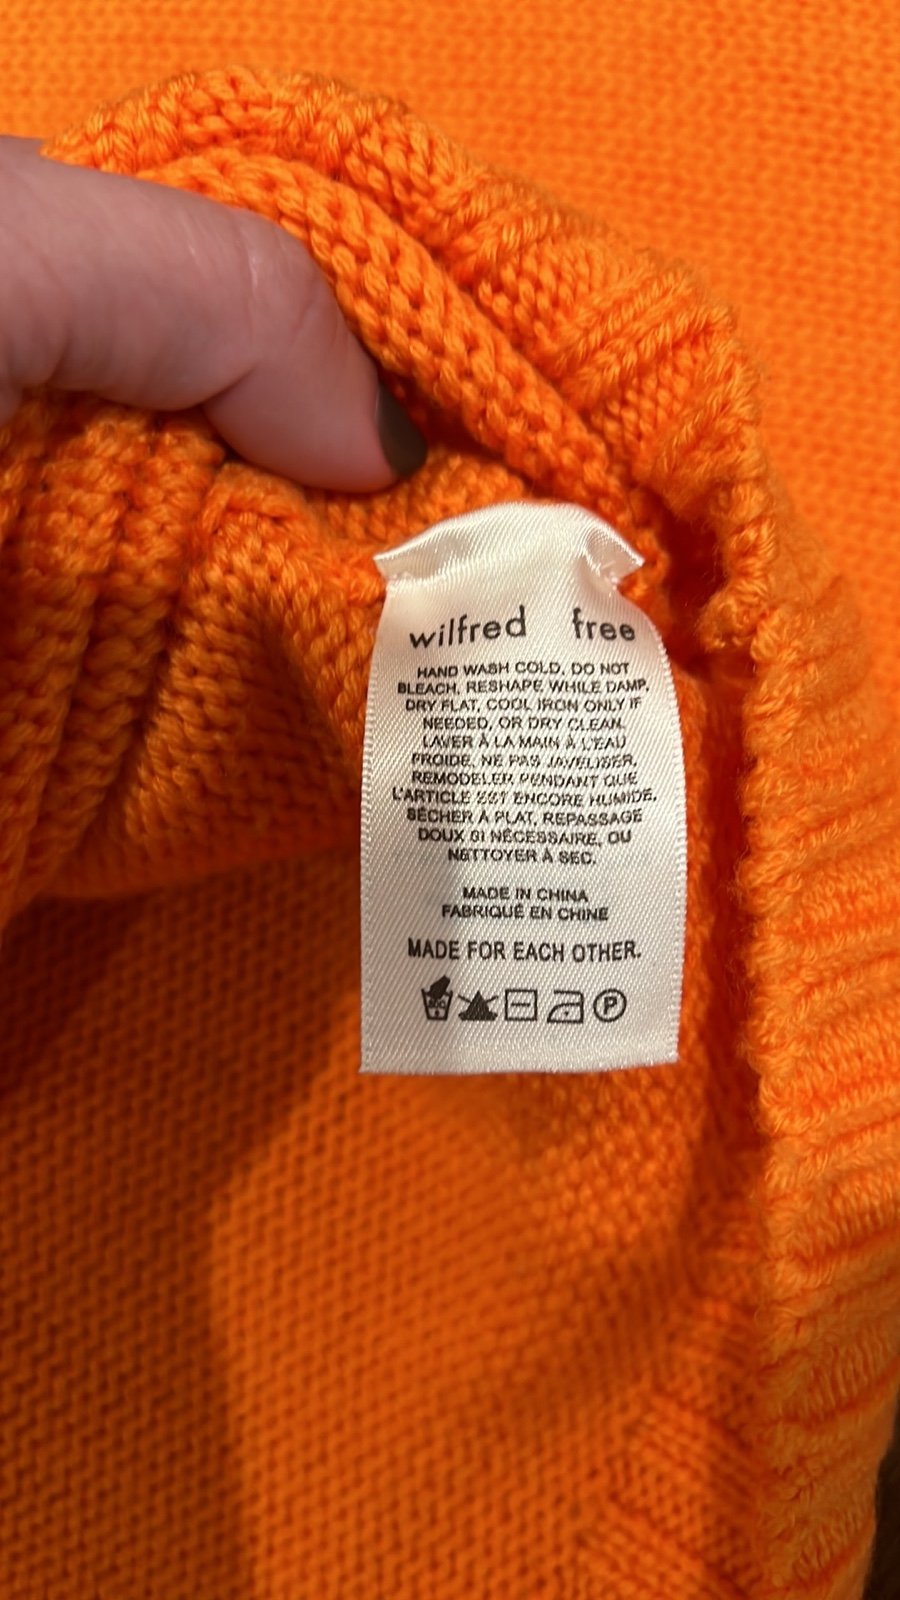 wilfred free
HAND WASH COLD, DO NOT
BLEACH, RESHAPE WHILE DAMP,
DRY FLAT, COOL IRON ONLY IF
NEEDED, OR DRY CLEAN.
LAVER À LA MAIN À L'EAU
FROIDE, NE PAS JAVELISER,
REMODELER PENDANT QUE
L'ARTICLE EST ENCORE HUMIDE,
SÉCHER À PLAT, REPASSAGE
DOUX SI NÉCESSAIRE, OU
NETTOYER À SEC.
MADE IN CHINA
FABRIQUÉ EN CHINE
MADE FOR EACH OTHER.
P